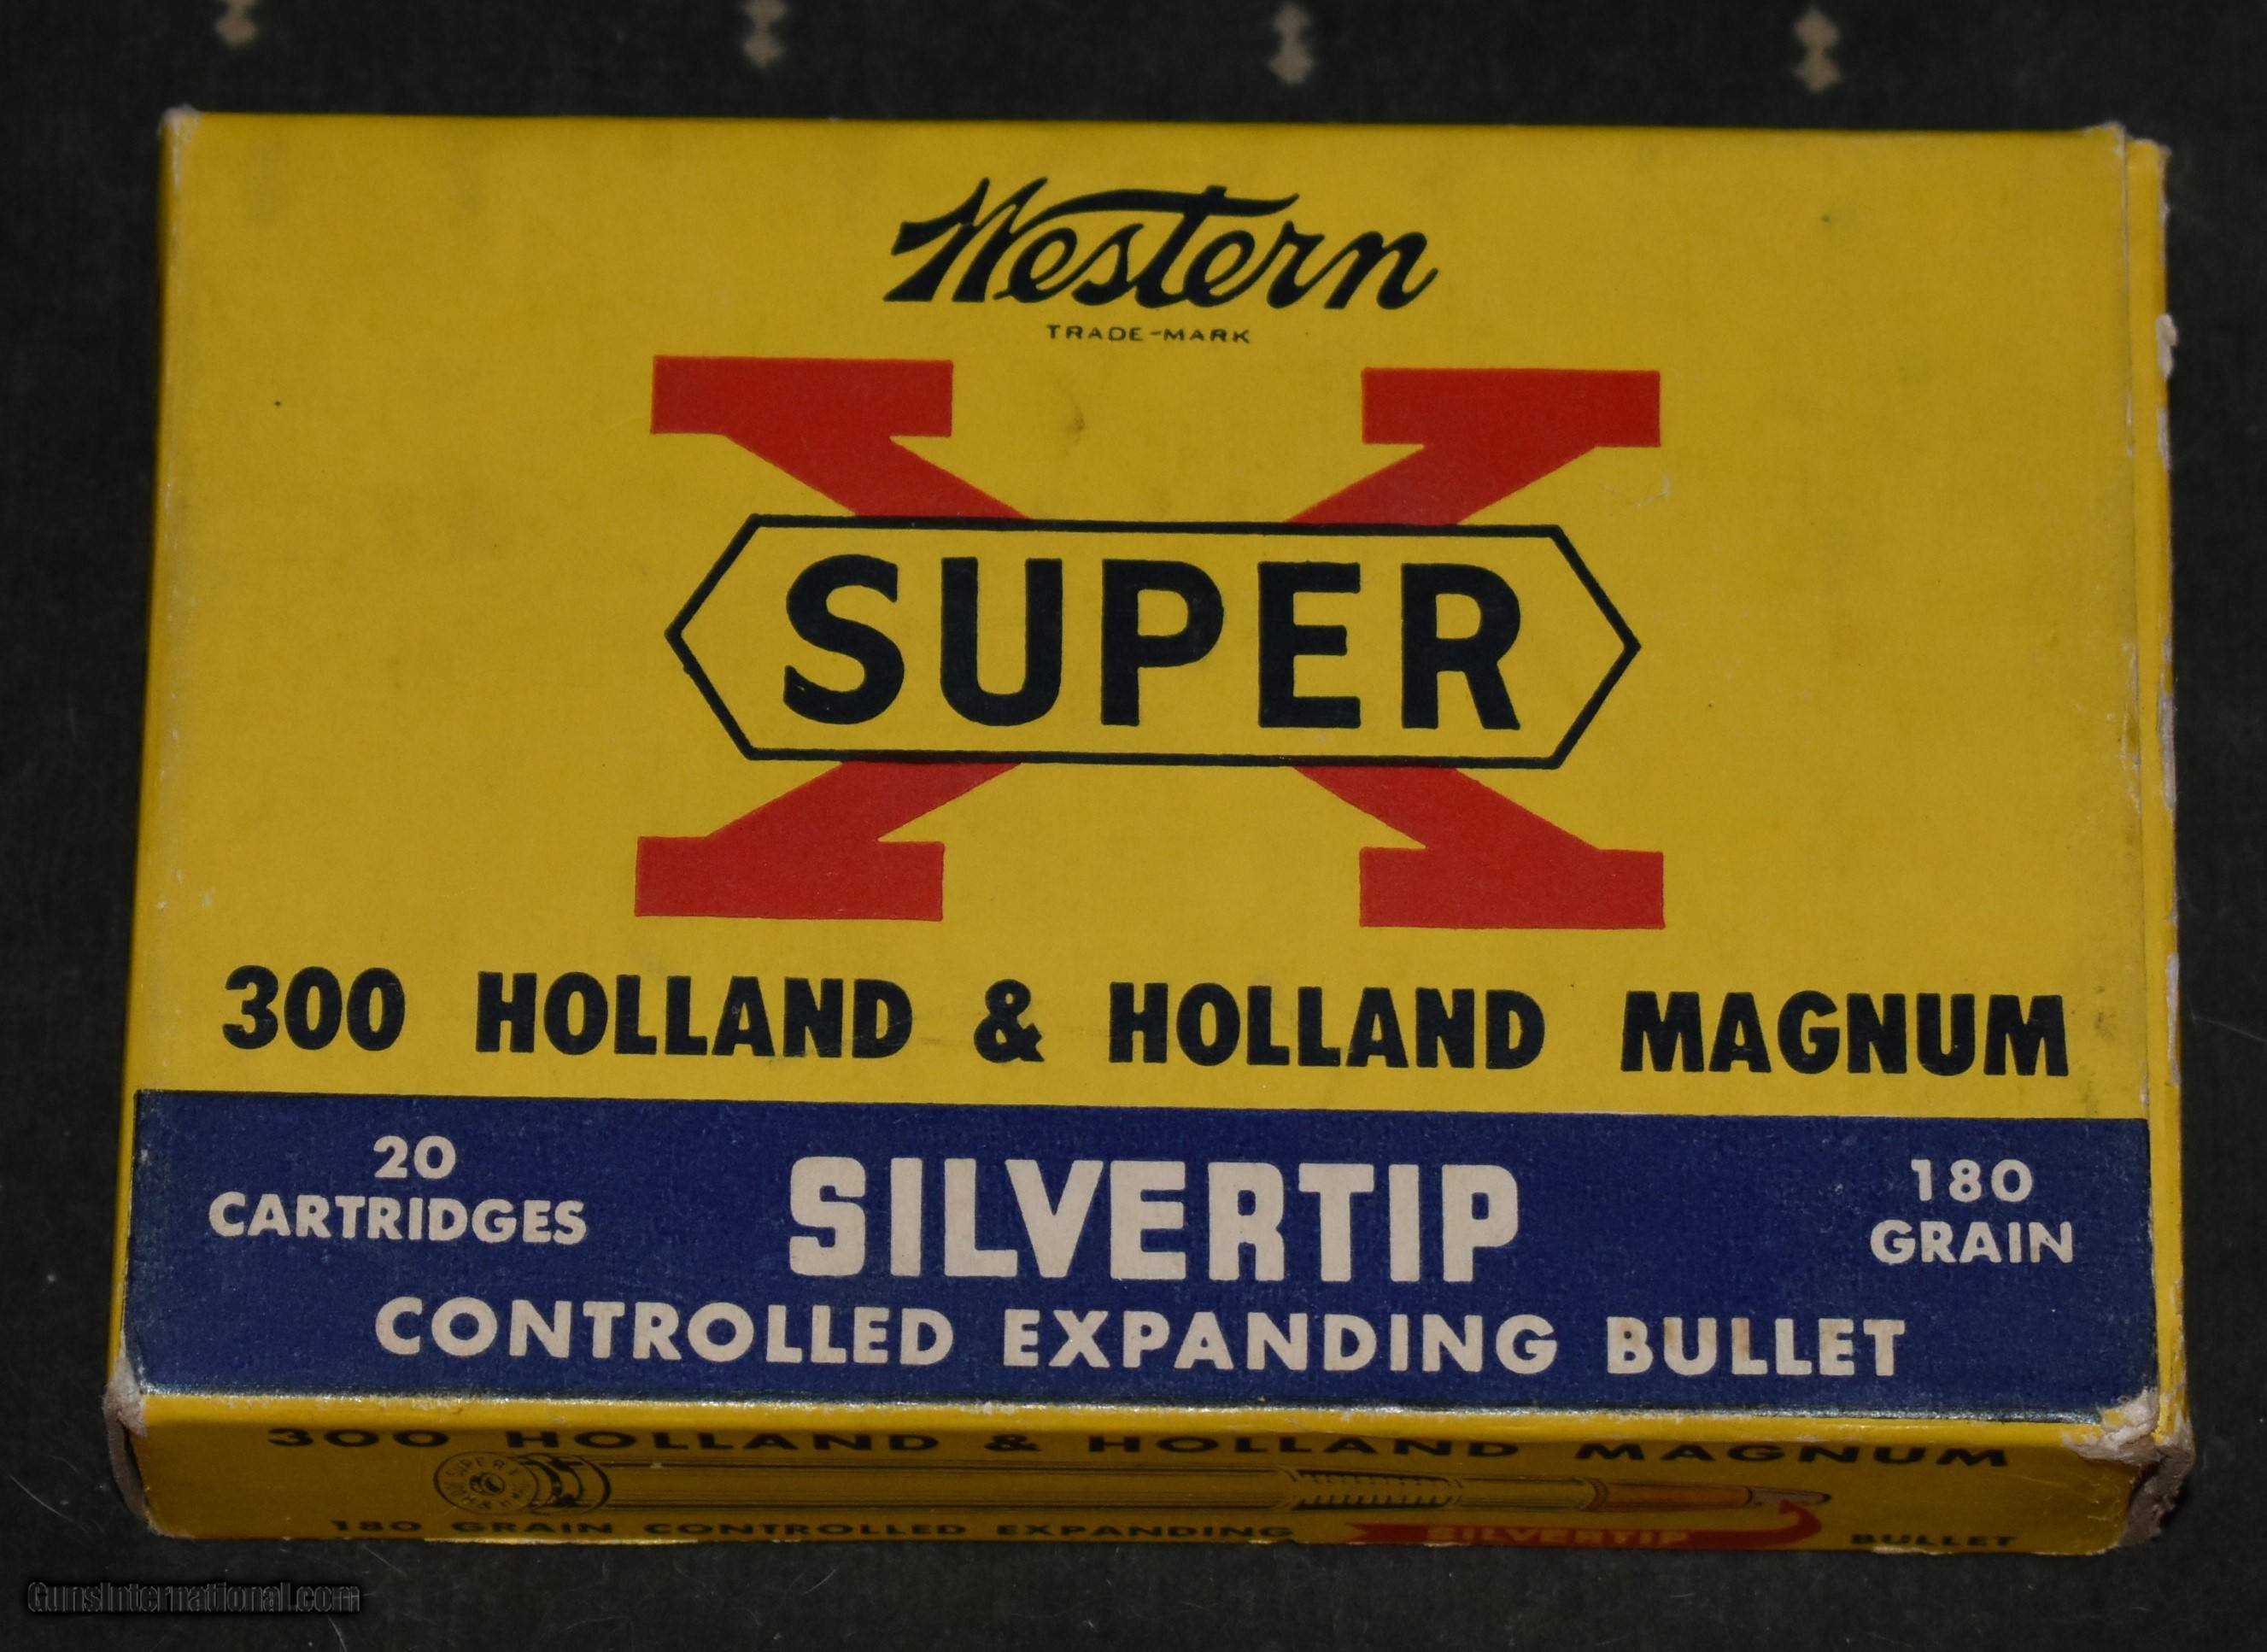 Western
TRADE-MARK
X
SUPER
300 HOLLAND & HOLLAND MAGNUM
20
CARTRIDGES
SILVERTIP
180
GRAIN
CONTROLLED EXPANDING BULLET
300 HOLLAND & HOLLAND MAGNUM
180 GRAIN CONTROLLED EXPANDING SILVERTIP BULLET
GunsInternational.com